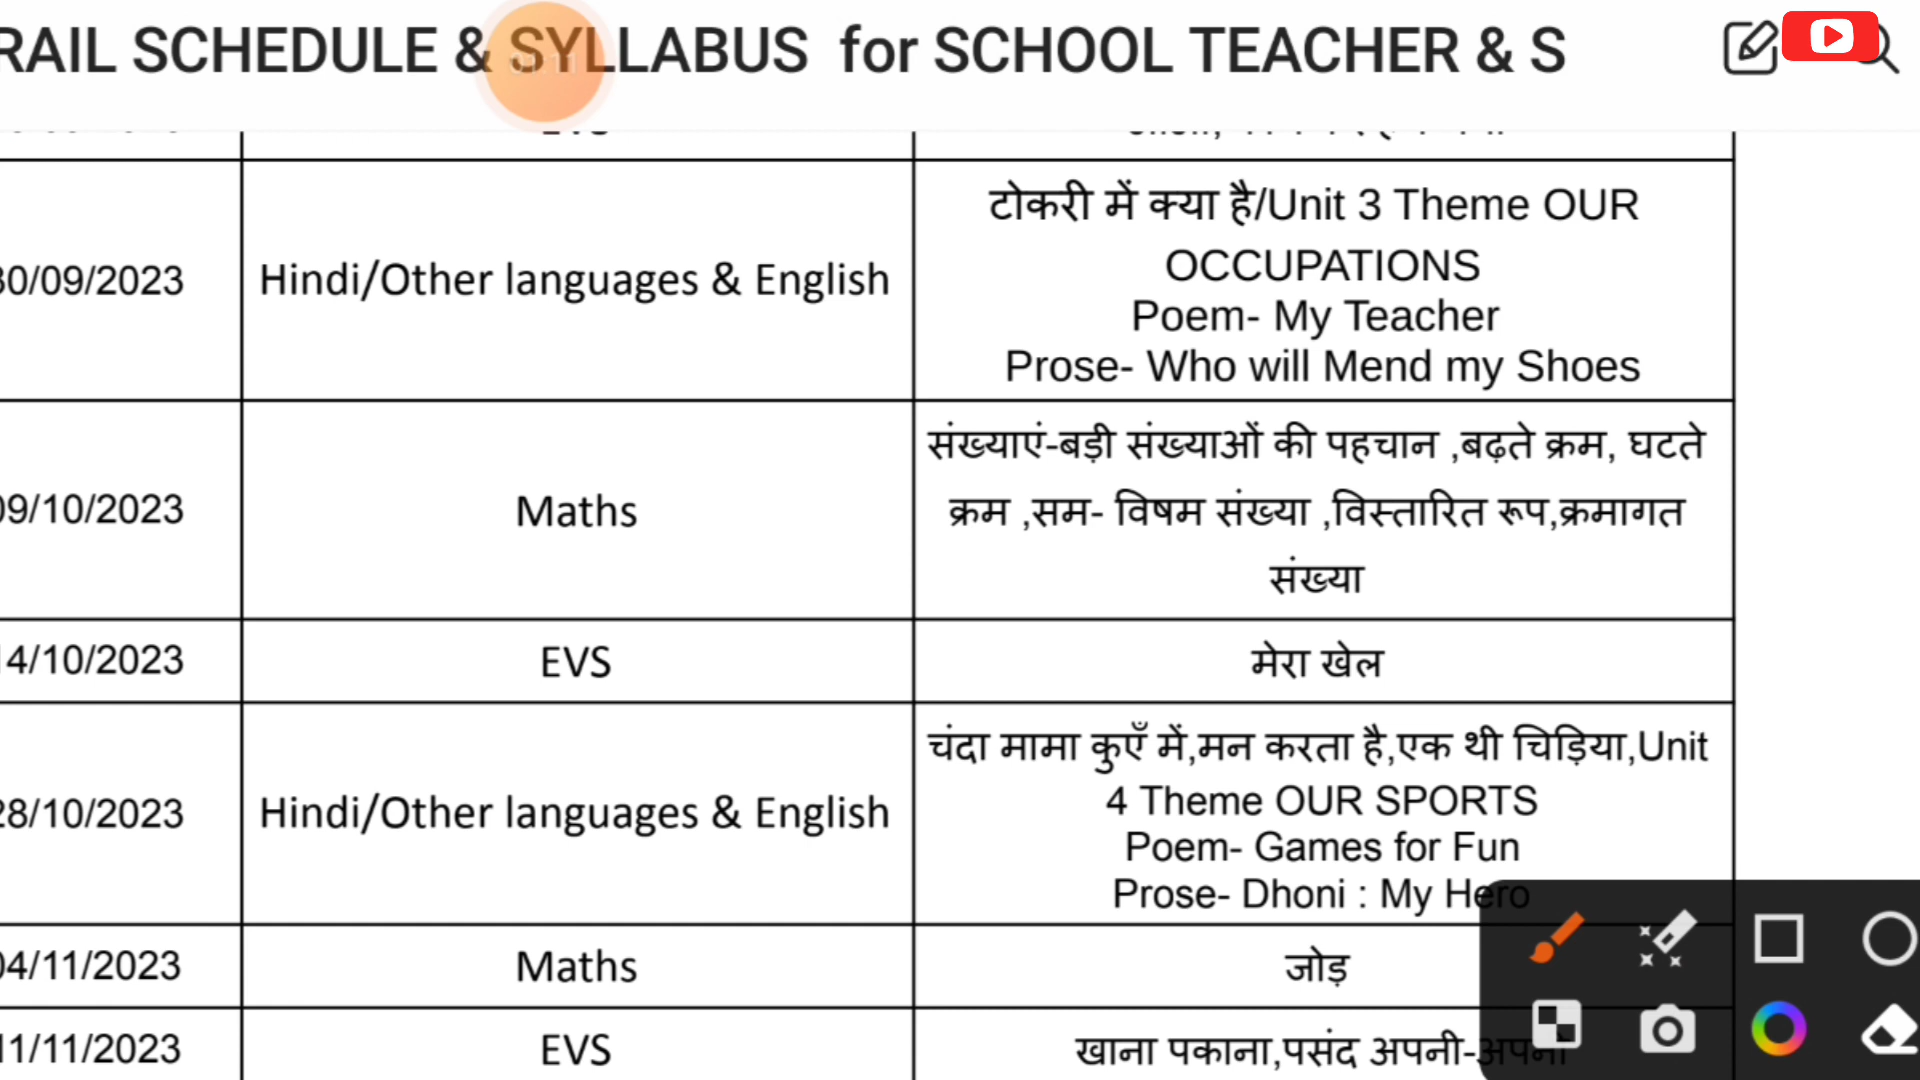 RAIL SCHEDULE & SYLLABUS for SCHOOL TEACHER & S
टोकरी में क्या है/Unit 3 Theme OUR
OCCUPATIONS
30/09/2023 Hindi/Other languages & English
Poem- My Teacher
Prose- Who will Mend my Shoes
संख्याएं-बड़ी संख्याओं की पहचान ,बढ़ते क्रम, घटते
09/10/2023 Maths क्रम ,सम- विषम संख्या ,विस्तारित रूप,क्रमागत
संख्या
14/10/2023 EVS मेरा खेल
चंदा मामा कुएँ में,मन करता है,एक थी चिड़िया,Unit
4 Theme OUR SPORTS
28/10/2023 Hindi/Other languages & English
Poem- Games for Fun
Prose- Dhoni : My Hero
04/11/2023 Maths जोड़
11/11/2023 EVS खाना पकाना,पसंद अपनी-अपनी